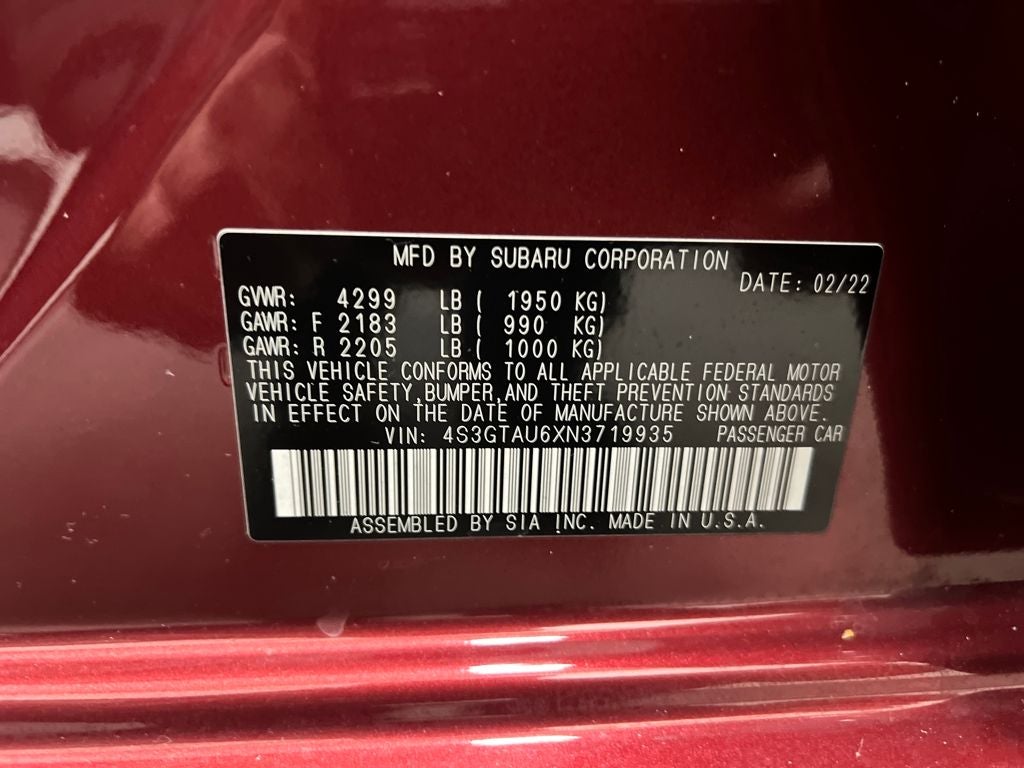 MFD BY SUBARU CORPORATION
DATE: 02/22
GVWR: 4299 LB ( 1950 KG)
GAWR: F 2183 LB ( 990 KG)
GAWR: R 2205 LB ( 1000 KG)
THIS VEHICLE CONFORMS TO ALL APPLICABLE FEDERAL MOTOR
VEHICLE SAFETY,BUMPER,AND THEFT PREVENTION STANDARDS
IN EFFECT ON THE DATE OF MANUFACTURE SHOWN ABOVE.
VIN: 4S3GTAU6XN3719935 PASSENGER CAR
ASSEMBLED BY SIA INC. MADE IN U.S.A.